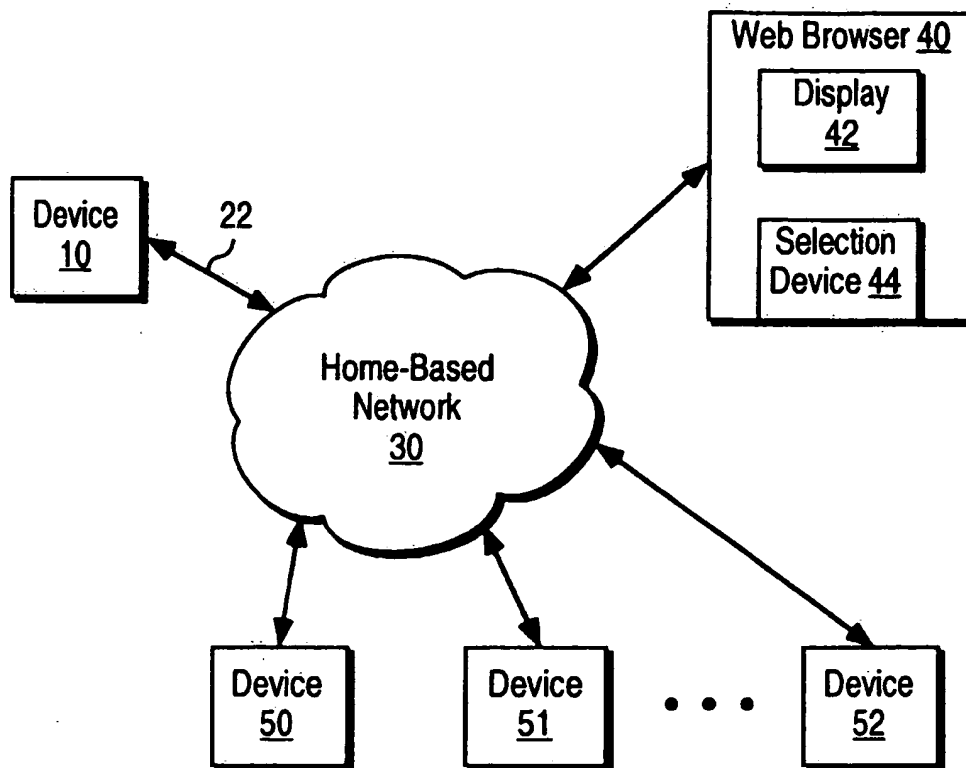 Web Browser 40
Display
42
Selection
Device 44
Device
10
22
Home-Based
Network
30
Device
50
Device
51
Device
52